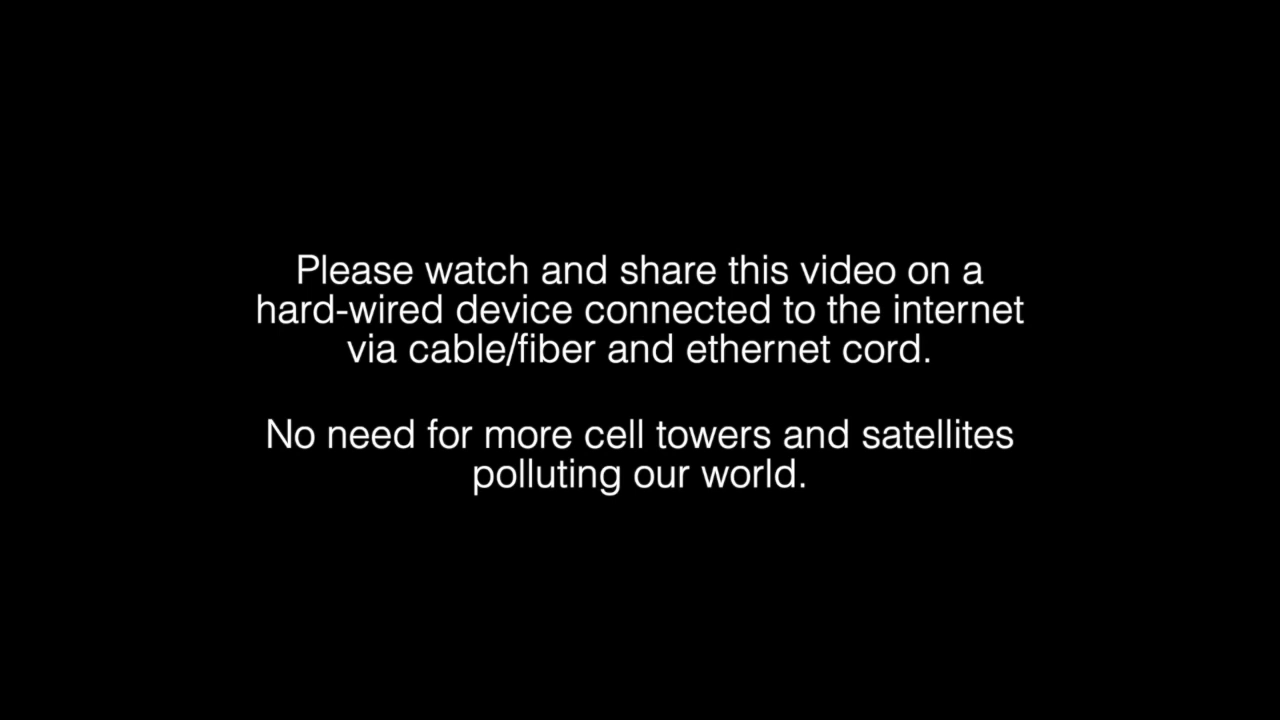 Please watch and share this video on a
hard-wired device connected to the internet
via cable/fiber and ethernet cord.
No need for more cell towers and satellites
polluting our world.